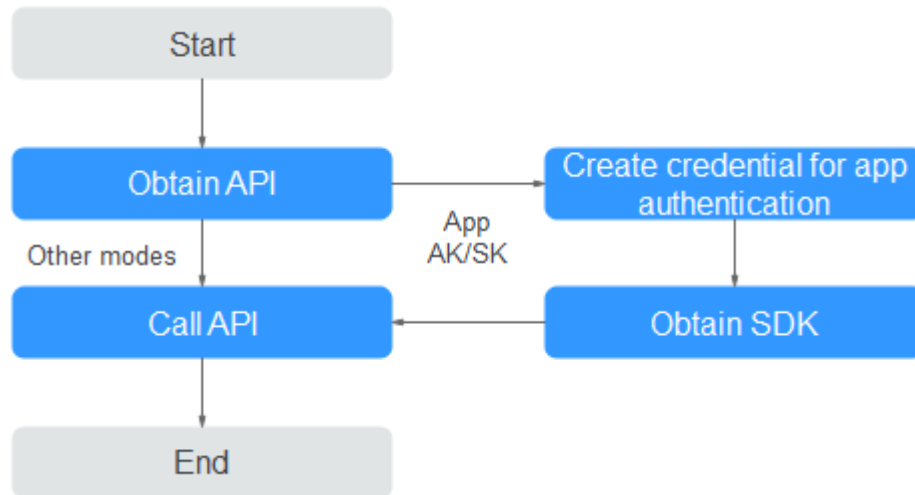 Start
Obtain API
Create credential for app
authentication
App
AK/SK
Other modes
Call API
Obtain SDK
End